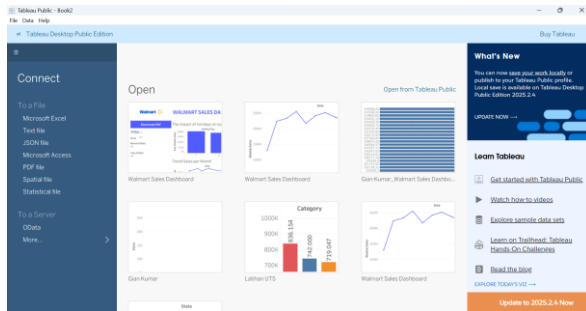 Tableau Public - Book2
File Data Help
Tableau Desktop Public Edition
Buy Tableau
Connect
To a File
Microsoft Excel
Text file
JSON file
Microsoft Access
PDF file
Spatial file
Statistical file
To a Server
OData
More...
Open
Open from Tableau Public
Walmart
WALMART SALES DA
Walmart Sales Dashboard
Walmart Sales Dashboard
Gian Kumar_Walmart Sales Dashbo...
Category
1000K
900K
800K
700K
836.154
742.000
719.047
Gian Kumar
Latihan UTS
Walmart Sales Dashboard
State
What's New
You can now save your work locally or
publish to your Tableau Public profile.
Local save is available on Tableau Desktop
Public Edition 2025.2.4
UPDATE NOW
Learn Tableau
Get started with Tableau Public
Watch how-to videos
Explore sample data sets
Learn on Trailhead: Tableau
Hands On Challenges
Read the blog
EXPLORE TODAY'S VIZ
Update to 2025.2.4 Now